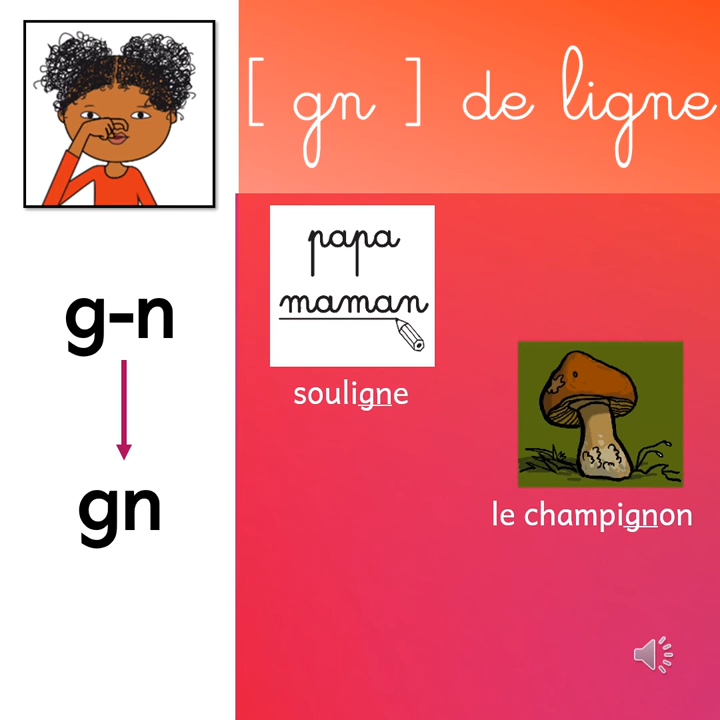 [ gn ] de ligne
papa
maman
g-n
souligne
gn
le champignon